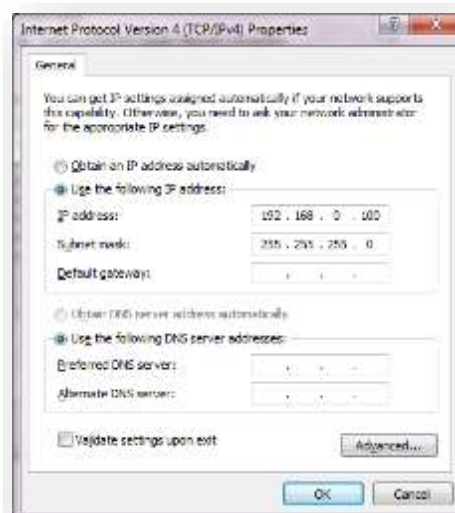 Internet Protocol Version 4 (TCP/IPv4) Properties
General
You can get IP settings assigned automatically if your network supports
this capability. Otherwise, you need to ask your network administrator
for the appropriate IP settings.
Obtain an IP address automatically
Use the following IP address:
IP address: 192 . 168 . 0 . 100
Subnet mask: 255 . 255 . 255 . 0
Default gateway: . . .
Obtain DNS server address automatically
Use the following DNS server addresses:
Preferred DNS server: . . .
Alternate DNS server: . . .
Validate settings upon exit
Advanced...
OK Cancel